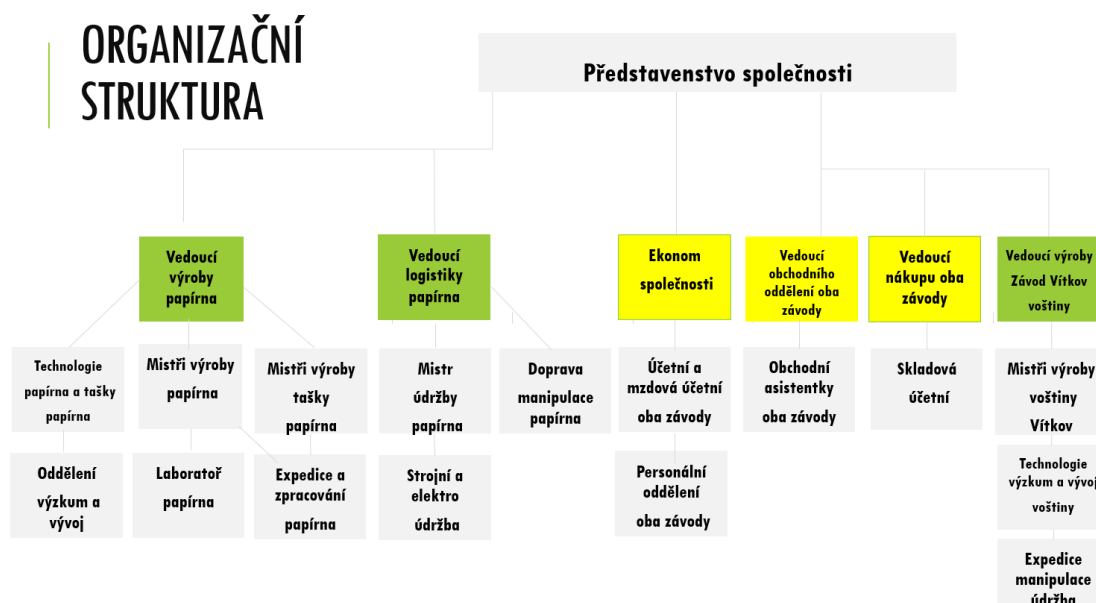 ORGANIZAČNÍ
STRUKTURA
Představenstvo společnosti
Vedoucí
výroby
papírna
Vedoucí
logistiky
papírna
Ekonom
společnosti
Vedoucí
obchodního
oddělení oba
závody
Vedoucí
nákupu oba
závody
Vedoucí výroby
Závod Vítkov
voštiny
Technologie
papírna a tašky
papírna
Mistři výroby
papírna
Mistři výroby
tašky
papírna
Mistr
údržby
papírna
Doprava
manipulace
papírna
Účetní a
mzdová účetní
oba závody
Obchodní
asistentky
oba závody
Skladová
účetní
Mistři výroby
voštiny
Vítkov
Oddělení
výzkum a
vývoj
Laboratoř
papírna
Expedice a
zpracování
papírna
Strojní a
elektro
údržba
Personální
oddělení
oba závody
Technologie
výzkum a vývoj
voštiny
Expedice
manipulace
údržba